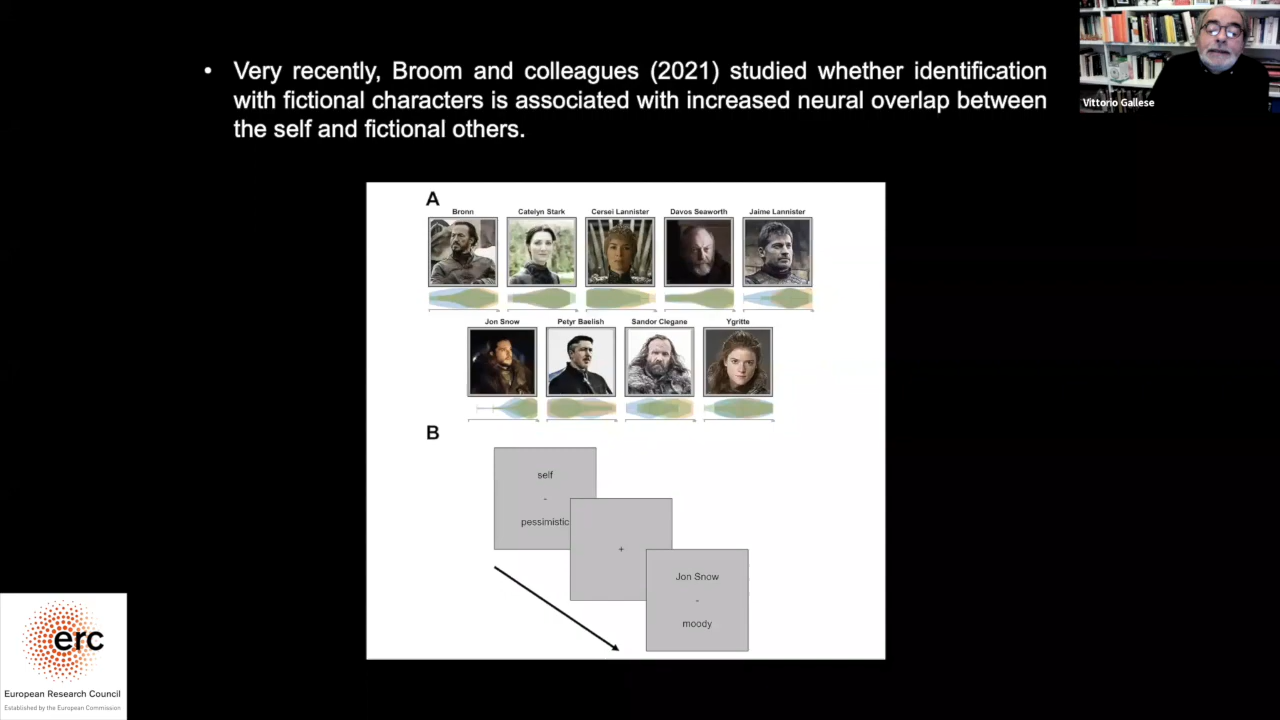 • Very recently, Broom and colleagues (2021) studied whether identification
with fictional characters is associated with increased neural overlap between
the self and fictional others.
Vittorio Gallese
A
Bronn
Catelyn Stark
Cersei Lannister
Davos Seaworth
Jaime Lannister
Jon Snow
Petyr Baelish
Sandor Clegane
Ygritte
B
self
-
pessimistic
+
Jon Snow
-
moody
erc
European Research Council
Established by the European Commission